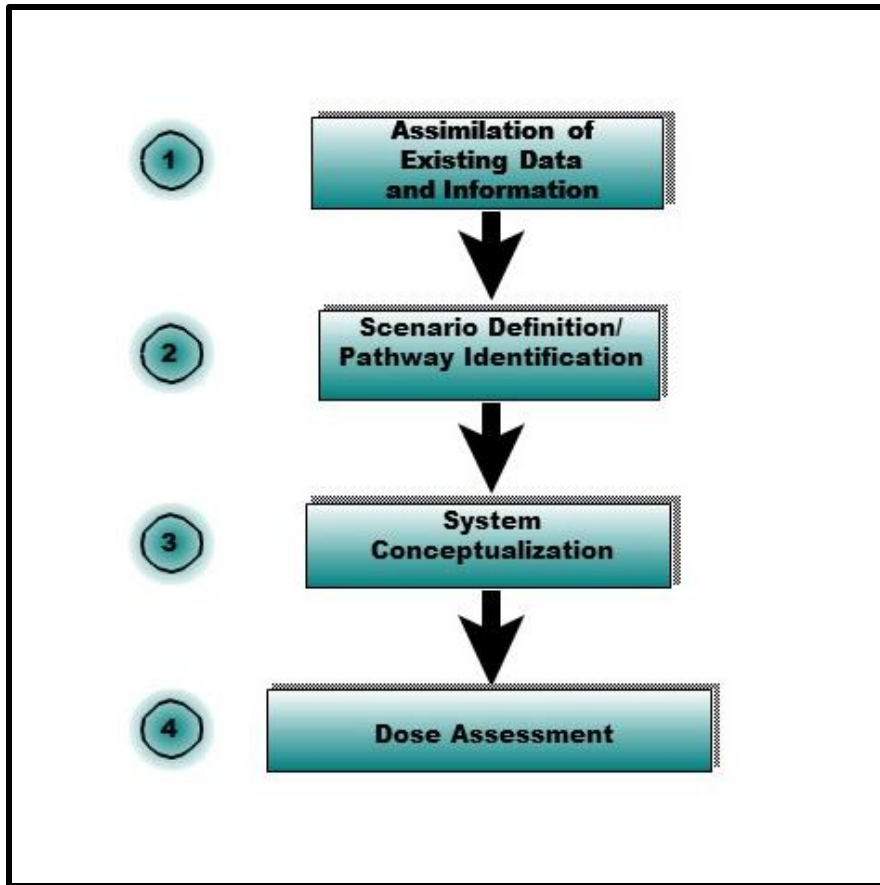 1
Assimilation of
Existing Data
and Information
2
Scenario Definition/
Pathway Identification
3
System
Conceptualization
4
Dose Assessment